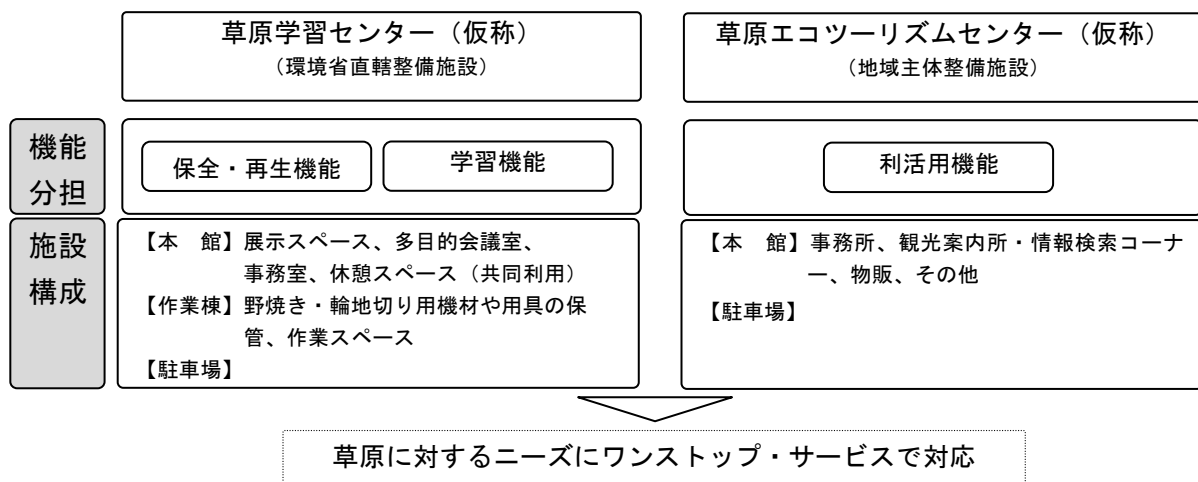 草原学習センター（仮称）
（環境省直轄整備施設）
草原エコツーリズムセンター（仮称）
（地域主体整備施設）
機能
分担
保全・再生機能
学習機能
利活用機能
施設
構成
【本　館】展示スペース、多目的会議室、
事務室、休憩スペース（共同利用）
【作業棟】野焼き・輪地切り用機材や用具の保
管、作業スペース
【駐車場】
【本　館】事務所、観光案内所・情報検索コーナ
ー、物販、その他
【駐車場】
草原に対するニーズにワンストップ・サービスで対応